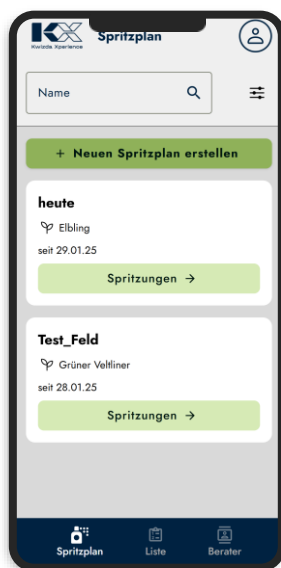 KX
Kwizda Xperience
Spritzplan
Name
+ Neuen Spritzplan erstellen
heute
Elbling
seit 29.01.25
Spritzungen →
Test_Feld
Grüner Veltliner
seit 28.01.25
Spritzungen →
Spritzplan Liste Berater